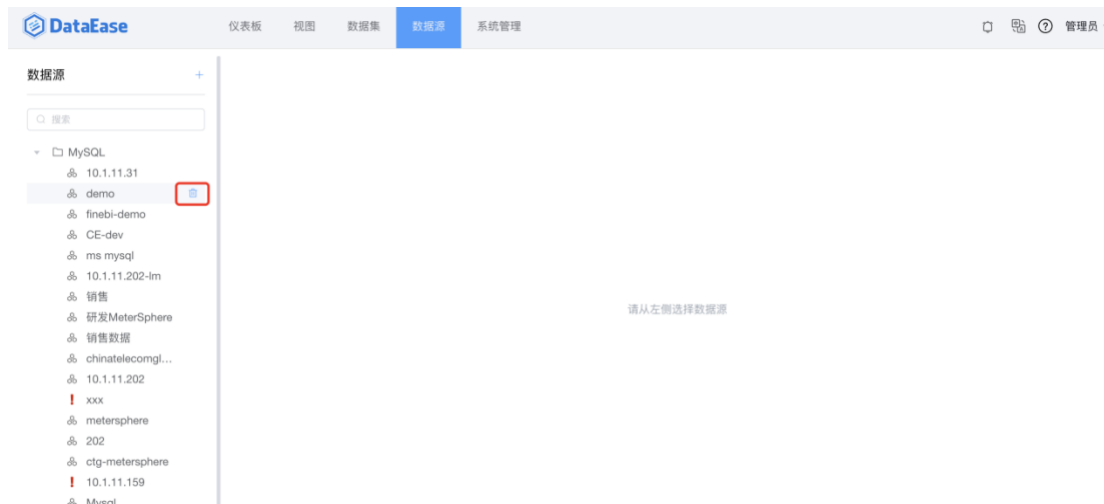 DataEase 仪表板 视图 数据集 数据源 系统管理 管理员
数据源 +
搜索
MySQL
10.1.11.31
demo
finebi-demo
CE-dev
ms mysql
10.1.11.202-lm
销售
请从左侧选择数据源
研发MeterSphere
销售数据
chinatelecomgl...
10.1.11.202
xxx
metersphere
202
ctg-metersphere
10.1.11.159
Mysql